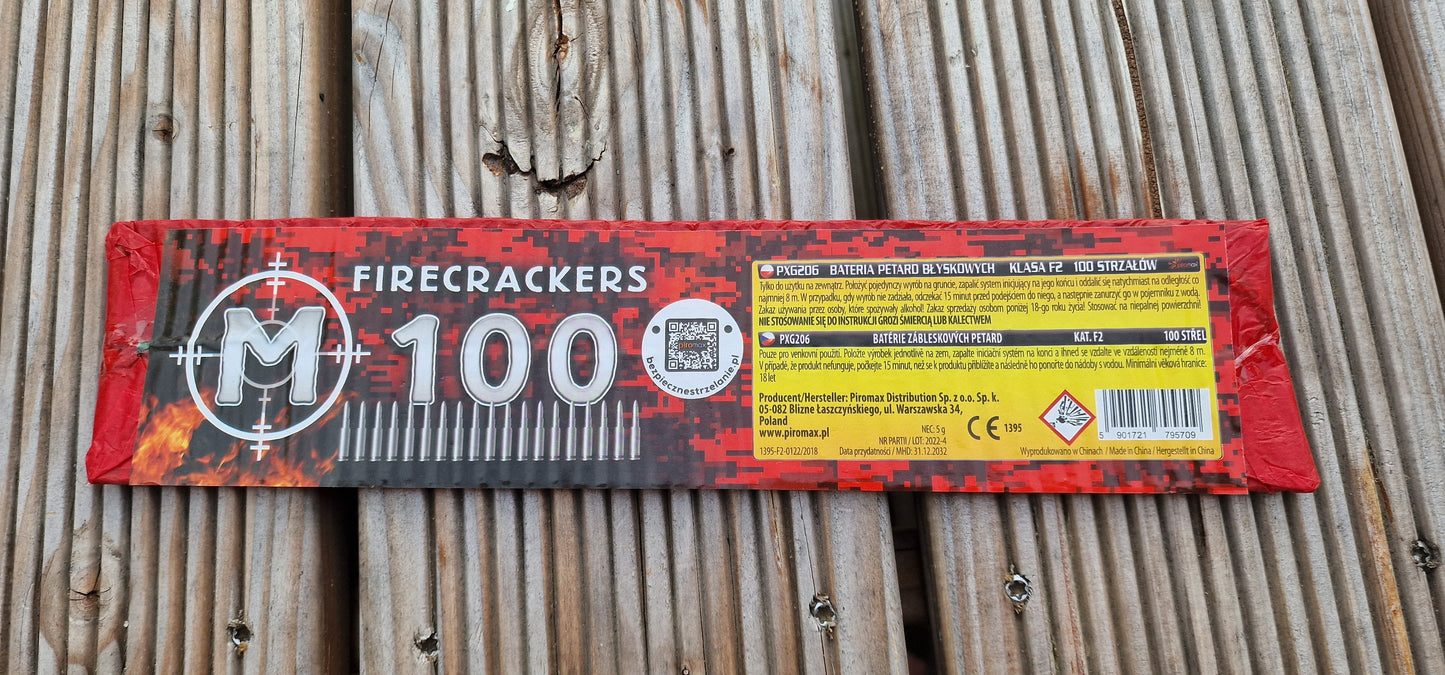 FIRECRACKERS
M 100
piromax
bezpiecznestrzelanie.pl
PXG206 BATERIA PETARD BŁYSKOWYCH KLASA F2 100 STRZAŁÓW piromax
Tylko do użytku na zewnątrz. Położyć pojedynczy wyrób na gruncie, zapalić system inicjujący na jego końcu i oddalić się natychmiast na odległość co
najmniej 8 m. W przypadku, gdy wyrób nie zadziała, odczekać 15 minut przed podejściem do niego, a następnie zanurzyć go w pojemniku z wodą.
Zakaz używania przez osoby, które spożywały alkohol! Zakaz sprzedaży osobom poniżej 18-go roku życia! Stosować na niepalnej powierzchni!
NIE STOSOWANIE SIĘ DO INSTRUKCJI GROZI ŚMIERCIĄ LUB KALECTWEM
PXG206 BATÉRIE ZÁBLESKOVÝCH PETARD KAT. F2 100 STŘEL
Pouze pro venkovní použití. Položte výrobek jednotlivě na zem, zapalte iniciační systém na konci a ihned se vzdalte ve vzdálenosti nejméně 8 m.
V případě, že produkt nefunguje, počkejte 15 minut, než se k produktu přiblížíte a následně ho ponořte do nádoby s vodou. Minimální věková hranice:
18 let
Producent/Hersteller: Piromax Distribution Sp. z o.o. Sp. k.
05-082 Blizne Łaszczyńskiego, ul. Warszawska 34,
Poland
www.piromax.pl
NEC: 5 g
CE 1395
NR PARTII / LOT: 2022-4
1395-F2-0122/2018
Data przydatności / MHD: 31.12.2032
5 901721 795709
Wyprodukowano w Chinach / Made in China / Hergestellt in China